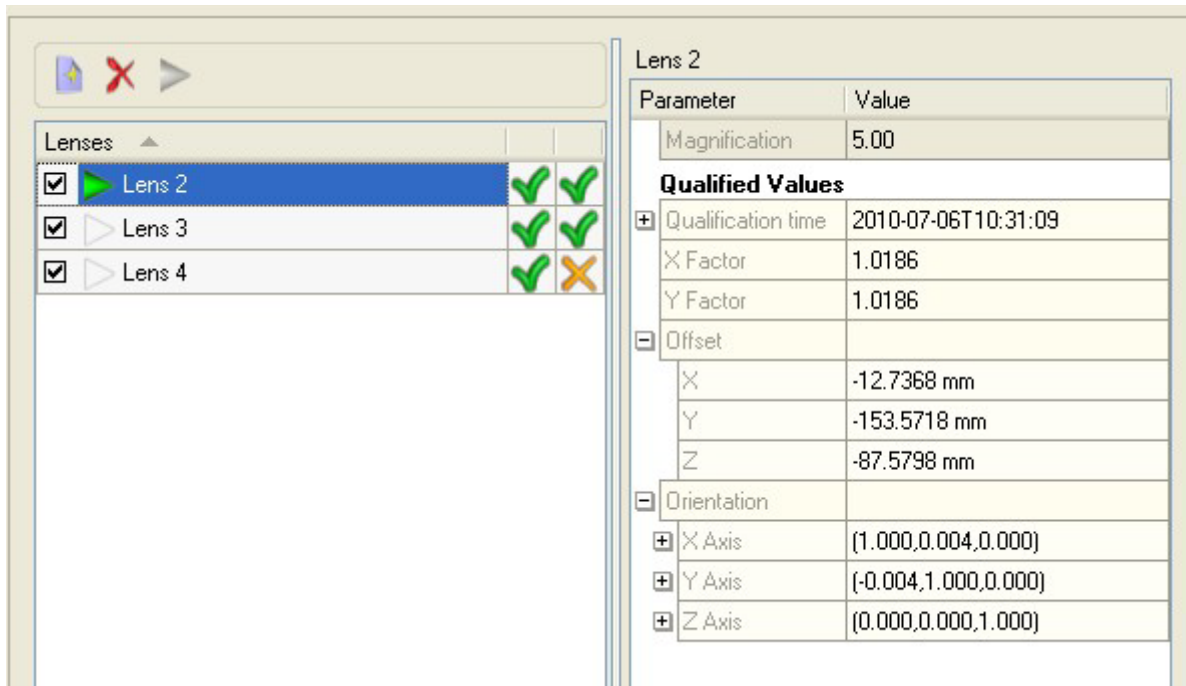 Lenses
Lens 2
Lens 3
Lens 4
Lens 2
Parameter Value
Magnification 5.00
Qualified Values
Qualification time 2010-07-06T10:31:09
X Factor 1.0186
Y Factor 1.0186
Offset
X -12.7368 mm
Y -153.5718 mm
Z -87.5798 mm
Orientation
X Axis (1.000,0.004,0.000)
Y Axis (-0.004,1.000,0.000)
Z Axis (0.000,0.000,1.000)